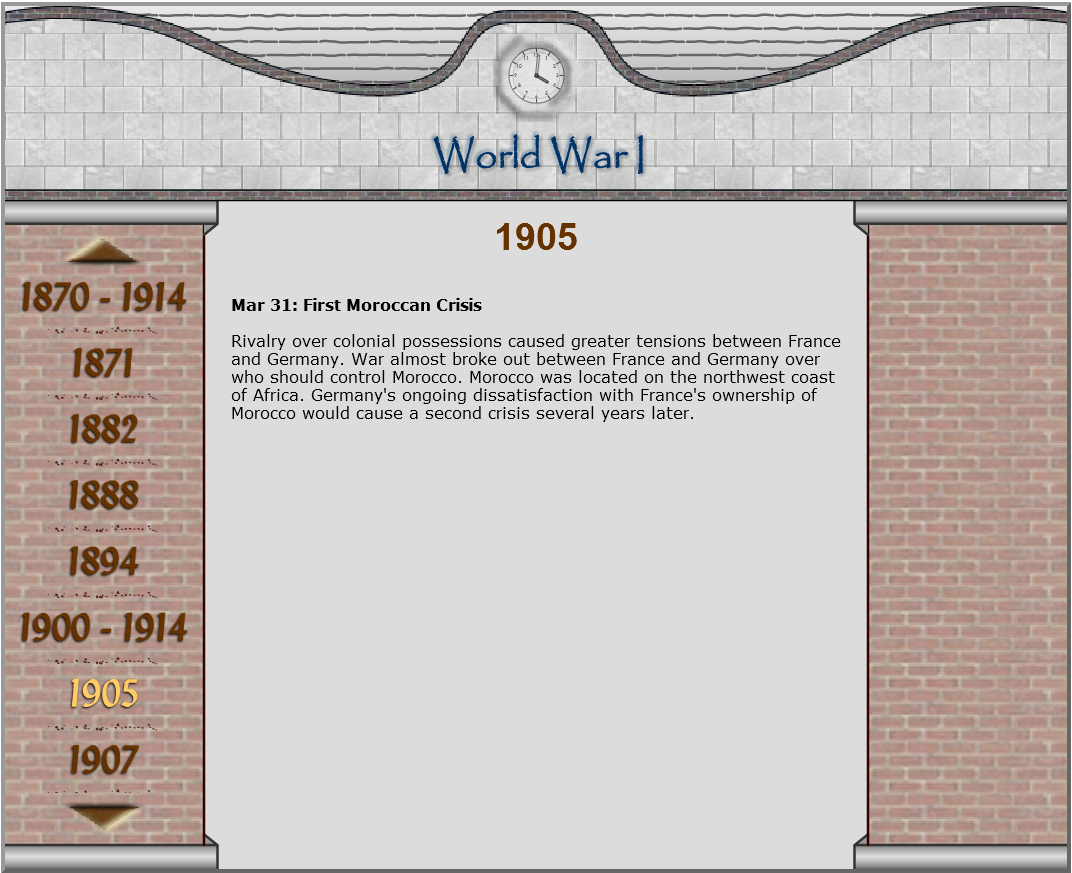 World War I
1905
1870 - 1914
1871
1882
1888
1894
1900 - 1914
1905
1907
Mar 31: First Moroccan Crisis
Rivalry over colonial possessions caused greater tensions between France
and Germany. War almost broke out between France and Germany over
who should control Morocco. Morocco was located on the northwest coast
of Africa. Germany's ongoing dissatisfaction with France's ownership of
Morocco would cause a second crisis several years later.